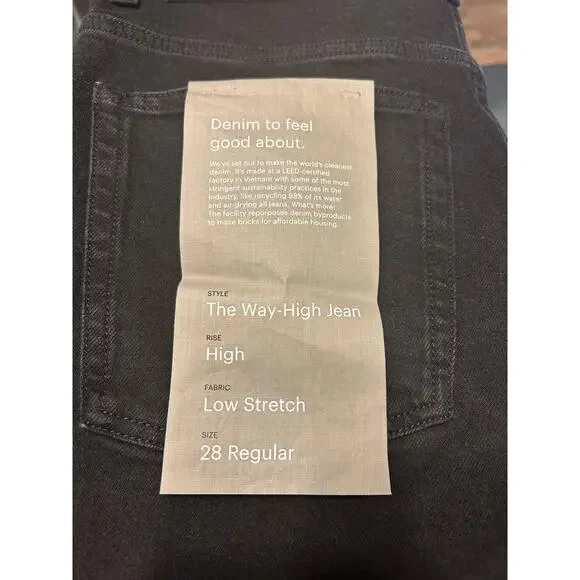 Denim to feel
good about.
We've set out to make the world's cleanest
denim. It's made at a LEED-certified
factory in Vietnam with some of the most
stringent sustainability practices in the
industry, like recycling 98% of its water
and air-drying all jeans. What's more?
The facility repurposes denim byproducts
to make bricks for affordable housing.
STYLE
The Way-High Jean
RISE
High
FABRIC
Low Stretch
SIZE
28 Regular